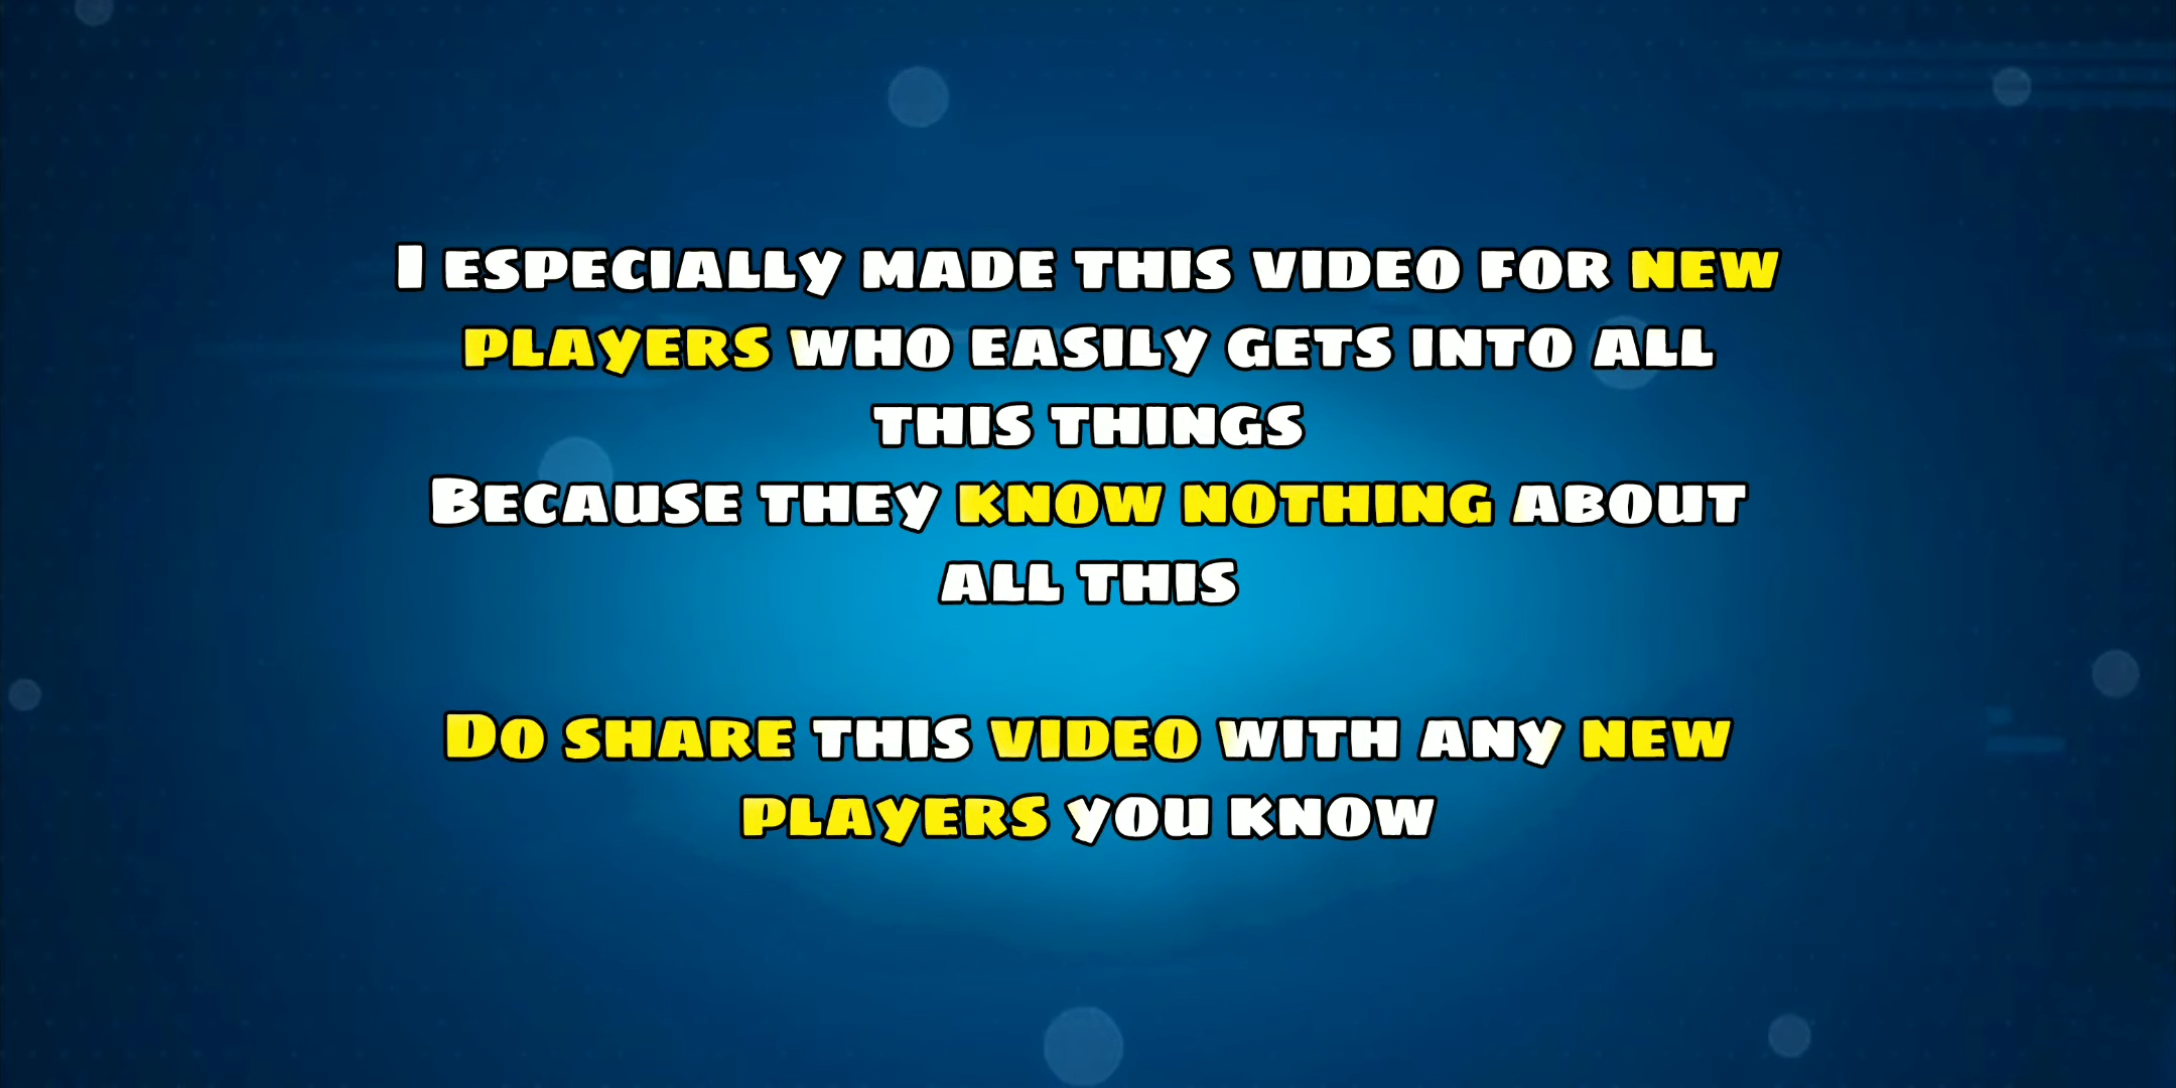 I especially made this video for new
players who easily gets into all
this things
Because they know nothing about
all this
Do share this video with any new
players you know